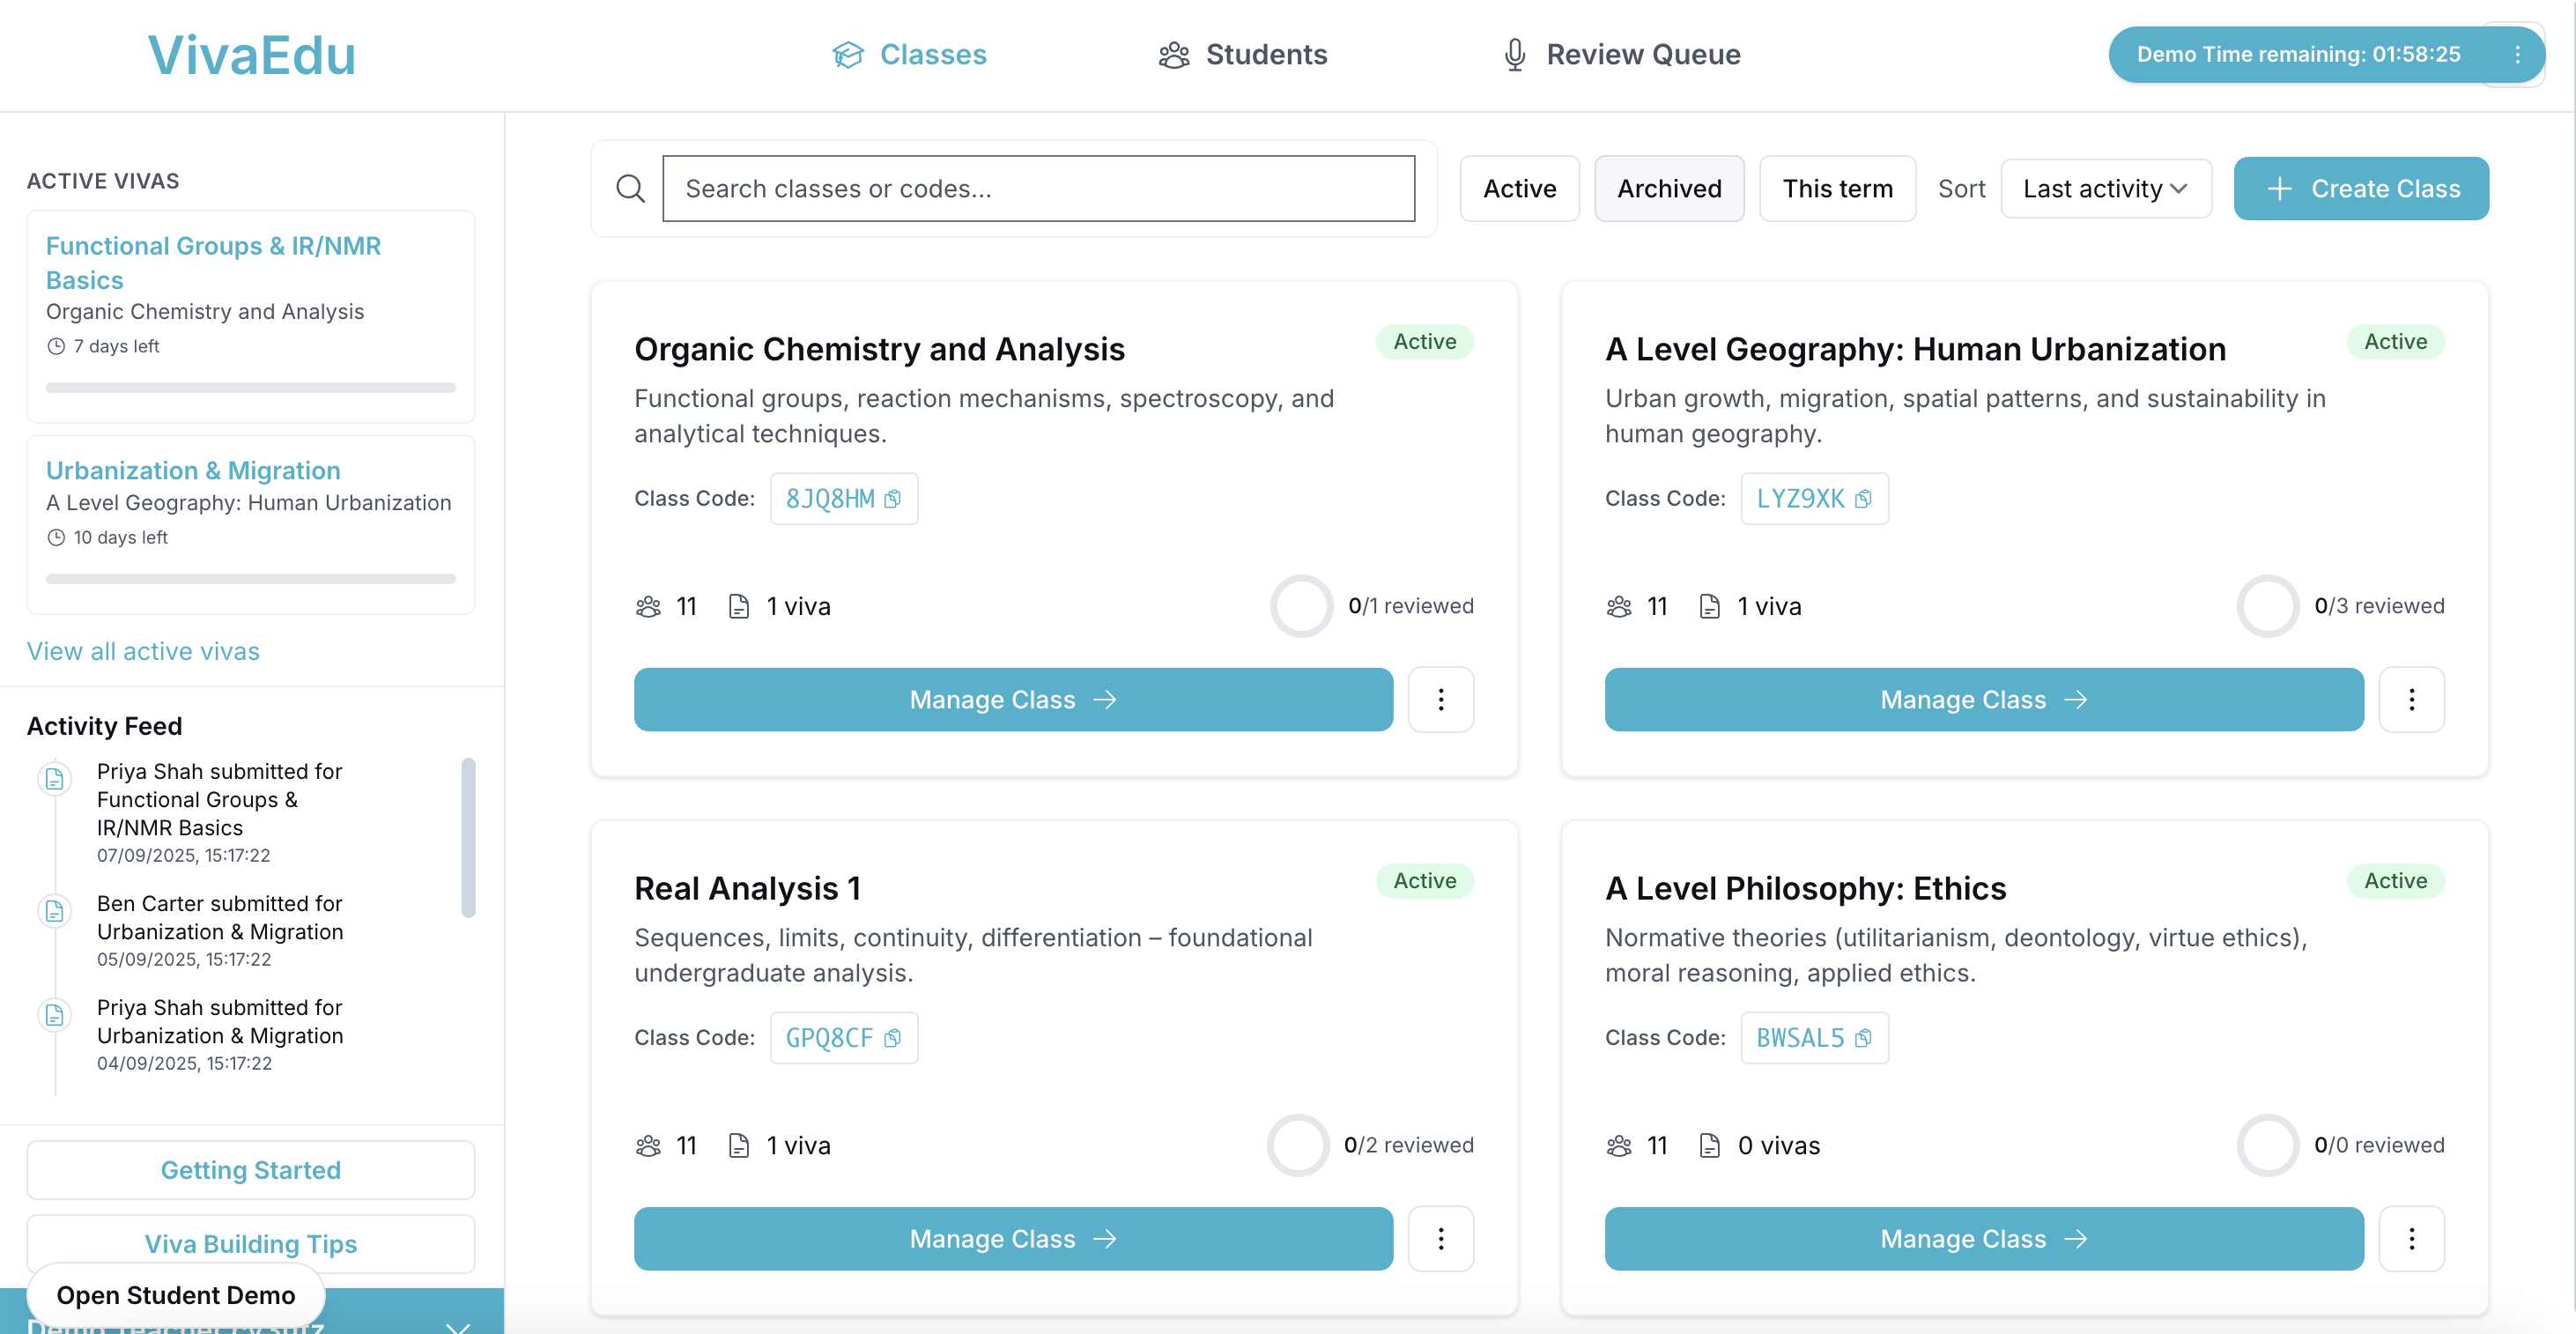 VivaEdu
Classes
Students
Review Queue
Demo Time remaining: 01:58:25
ACTIVE VIVAS
Functional Groups & IR/NMR
Basics
Organic Chemistry and Analysis
7 days left
Urbanization & Migration
A Level Geography: Human Urbanization
10 days left
View all active vivas
Activity Feed
Priya Shah submitted for
Functional Groups &
IR/NMR Basics
07/09/2025, 15:17:22
Ben Carter submitted for
Urbanization & Migration
05/09/2025, 15:17:22
Priya Shah submitted for
Urbanization & Migration
04/09/2025, 15:17:22
Getting Started
Viva Building Tips
Open Student Demo
Demo Teacher
Search classes or codes...
Active
Archived
This term
Sort
Last activity
Create Class
Organic Chemistry and Analysis
Active
Functional groups, reaction mechanisms, spectroscopy, and
analytical techniques.
Class Code: 8JQ8HM
11
1 viva
0/1 reviewed
Manage Class
A Level Geography: Human Urbanization
Active
Urban growth, migration, spatial patterns, and sustainability in
human geography.
Class Code: LYZ9XK
11
1 viva
0/3 reviewed
Manage Class
Real Analysis 1
Active
Sequences, limits, continuity, differentiation – foundational
undergraduate analysis.
Class Code: GPQ8CF
11
1 viva
0/2 reviewed
Manage Class
A Level Philosophy: Ethics
Active
Normative theories (utilitarianism, deontology, virtue ethics),
moral reasoning, applied ethics.
Class Code: BWSAL5
11
0 vivas
0/0 reviewed
Manage Class